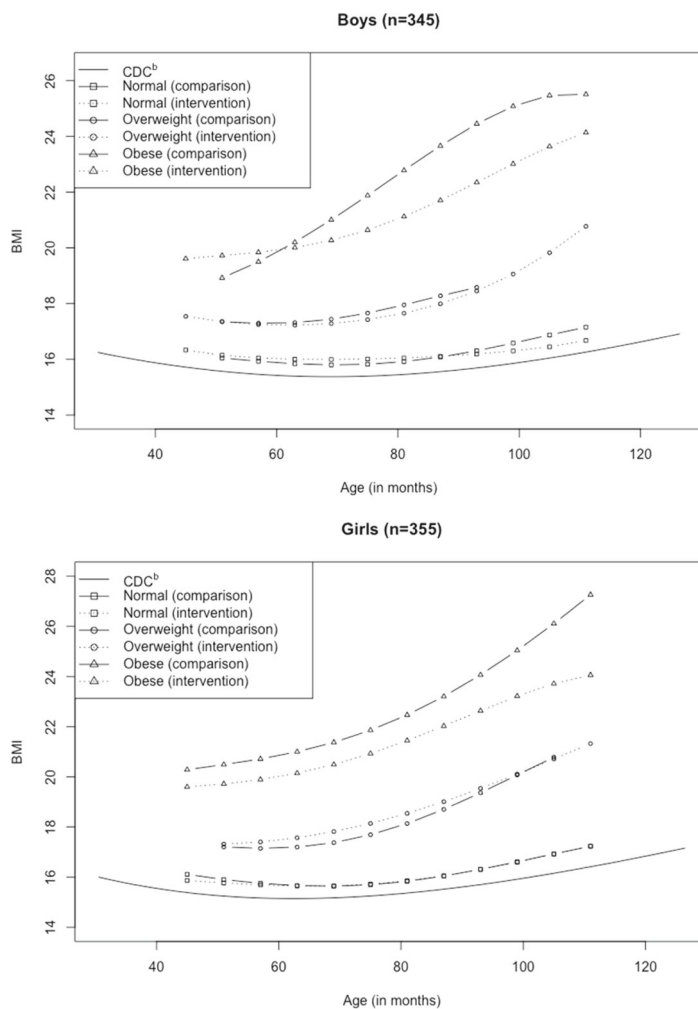 Boys (n=345)
CDCb
Normal (comparison)
Normal (intervention)
Overweight (comparison)
Overweight (intervention)
Obese (comparison)
Obese (intervention)
26
24
22
20
18
16
14
BMI
40 60 80 100 120
Age (in months)
Girls (n=355)
CDCb
Normal (comparison)
Normal (intervention)
Overweight (comparison)
Overweight (intervention)
Obese (comparison)
Obese (intervention)
28
26
24
22
20
18
16
14
BMI
40 60 80 100 120
Age (in months)